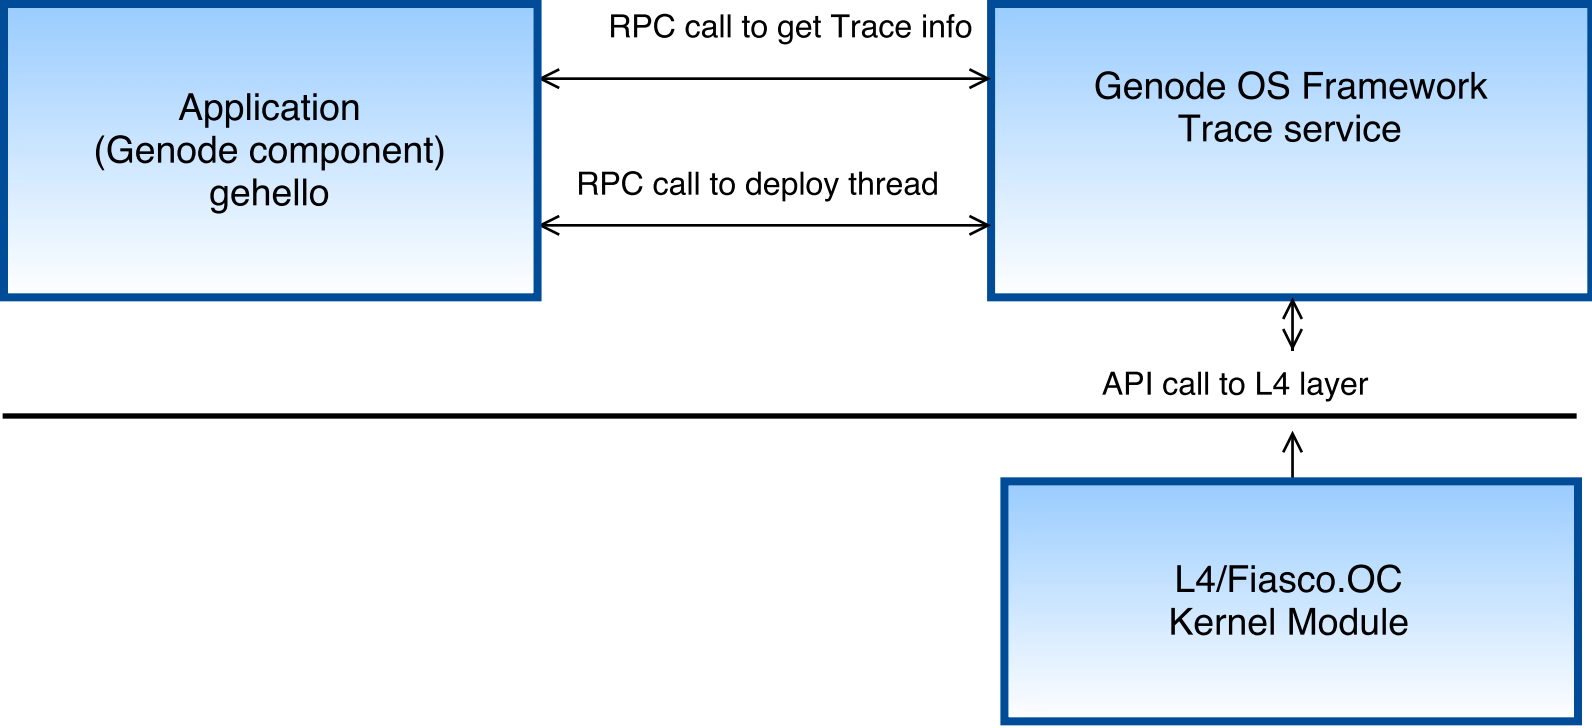 RPC call to get Trace info
Application
(Genode component)
gehello
Genode OS Framework
Trace service
RPC call to deploy thread
API call to L4 layer
L4/Fiasco.OC
Kernel Module